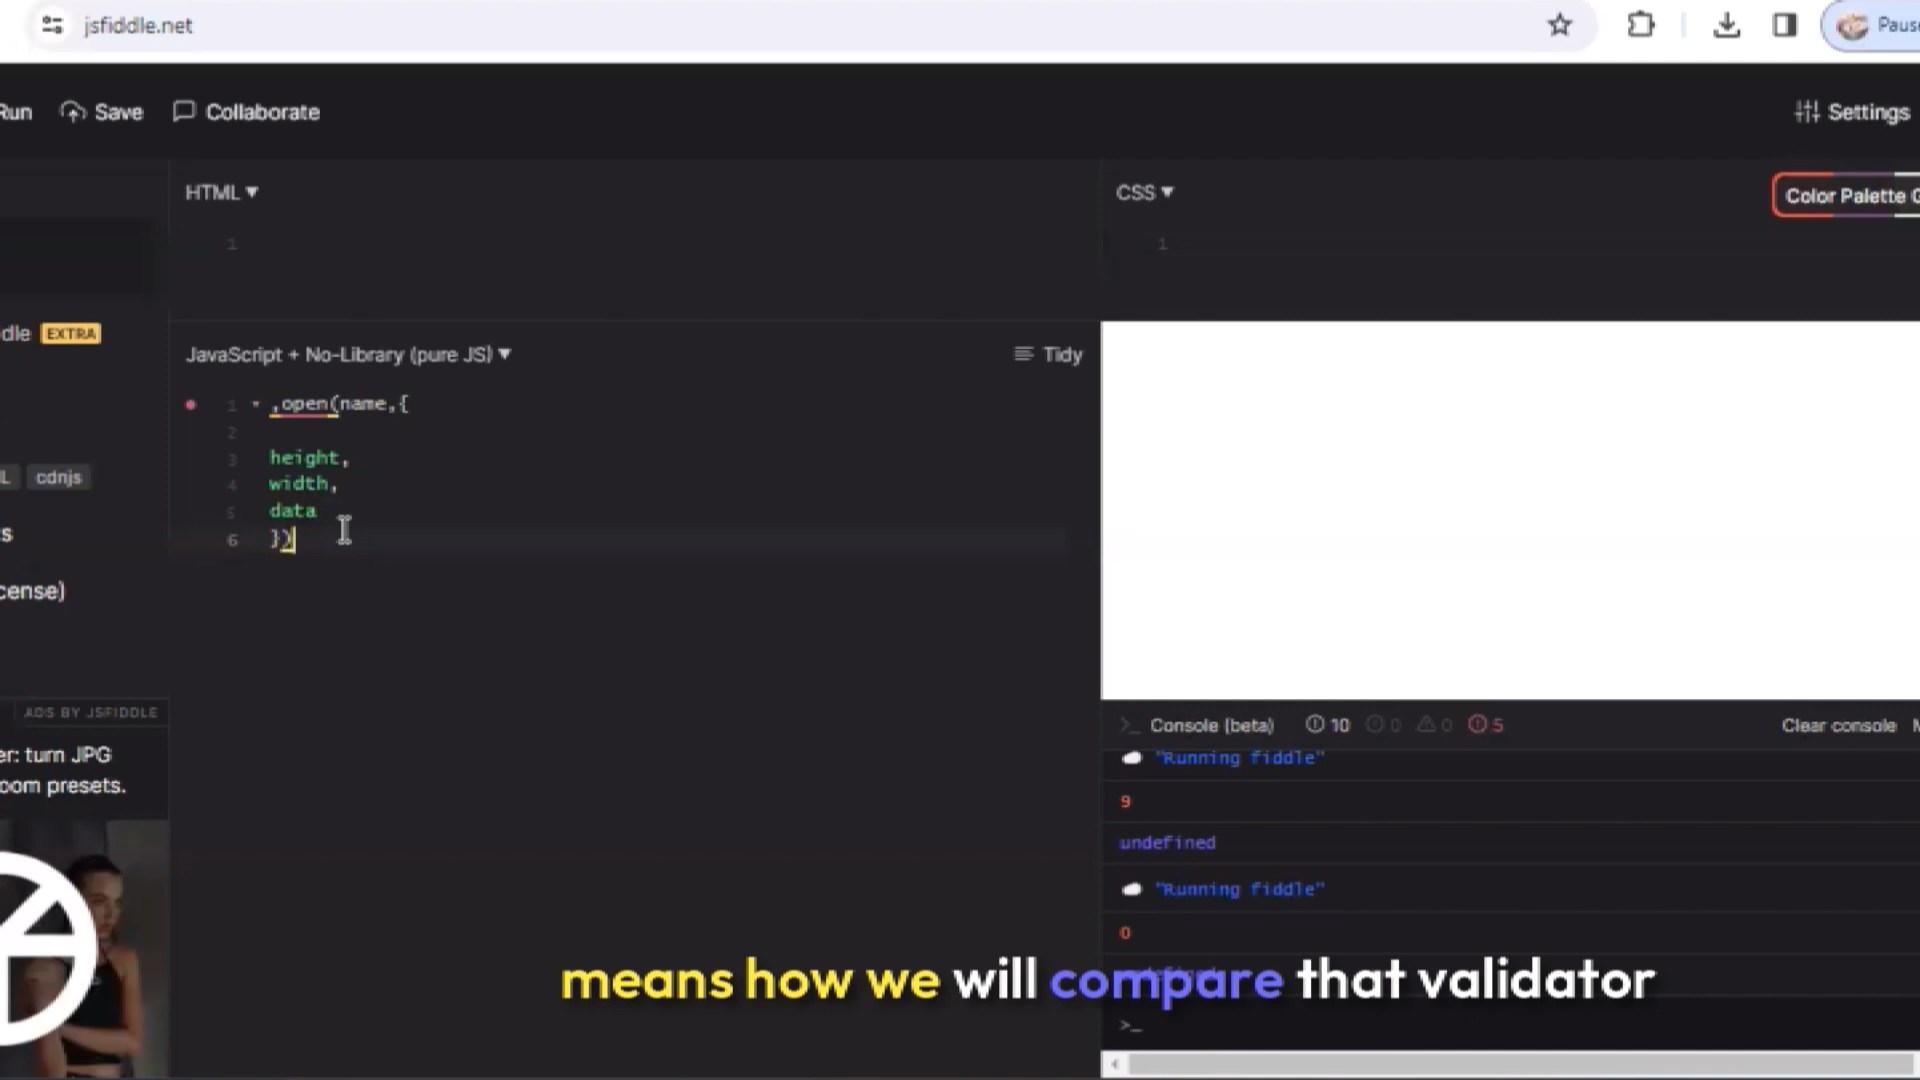 jsfiddle.net
Paus
Run Save Collaborate
Settings
HTML
CSS
Color Palette G
1
1
dle EXTRA
JavaScript + No-Library (pure JS)
Tidy
1 ,open(name,{
2
3 height,
4 width,
5 data
6 })
L cdnjs
s
cense)
ADS BY JSFIDDLE
er: turn JPG
oom presets.
>_ Console (beta) 10 0 0 5
Clear console M
"Running fiddle"
9
undefined
"Running fiddle"
0
means how we will compare that validator
>_